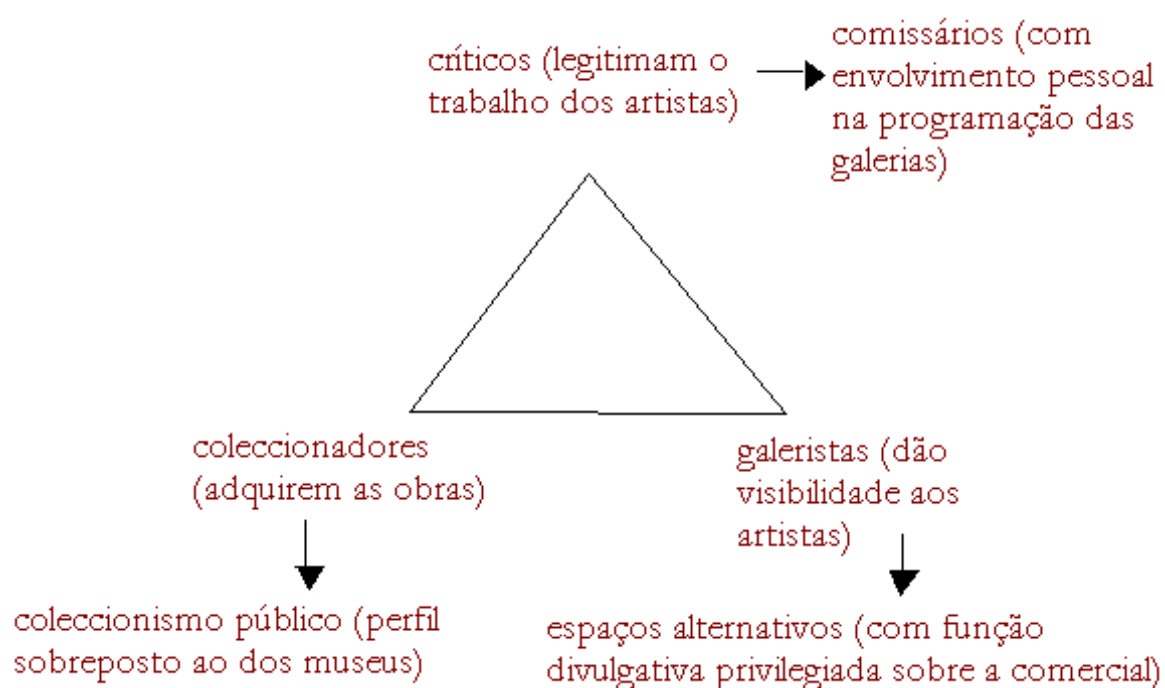 críticos (legitimam o
trabalho dos artistas)
comissários (com
envolvimento pessoal
na programação das
galerias)
coleccionadores
(adquirem as obras)
galeristas (dão
visibilidade aos
artistas)
coleccionismo público (perfil
sobreposto ao dos museus)
espaços alternativos (com função
divulgativa privilegiada sobre a comercial)